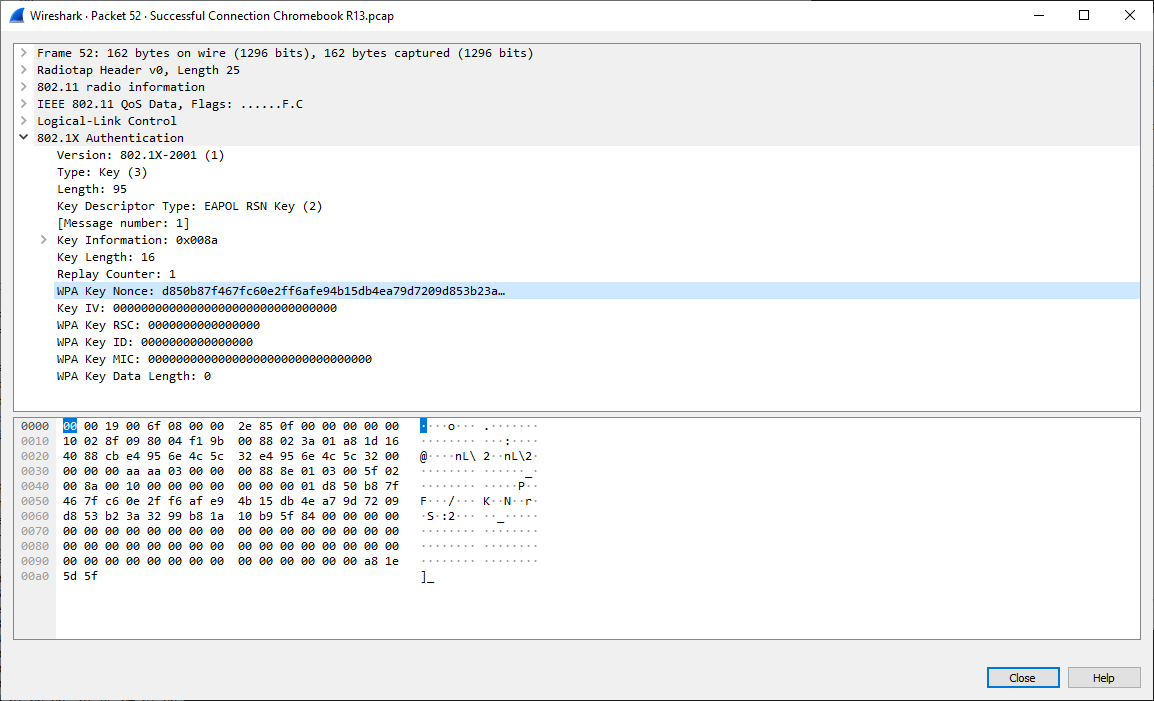 Wireshark · Packet 52 · Successful Connection Chromebook R13.pcap
Frame 52: 162 bytes on wire (1296 bits), 162 bytes captured (1296 bits)
Radiotap Header v0, Length 25
802.11 radio information
IEEE 802.11 QoS Data, Flags: ......F.C
Logical-Link Control
802.1X Authentication
Version: 802.1X-2001 (1)
Type: Key (3)
Length: 95
Key Descriptor Type: EAPOL RSN Key (2)
[Message number: 1]
Key Information: 0x008a
Key Length: 16
Replay Counter: 1
WPA Key Nonce: d850b87f467fc60e2ff6afe94b15db4ea79d7209d853b23a…
Key IV: 00000000000000000000000000000000
WPA Key RSC: 0000000000000000
WPA Key ID: 0000000000000000
WPA Key MIC: 00000000000000000000000000000000
WPA Key Data Length: 0
0000 00 00 19 00 6f 08 00 00 2e 85 0f 00 00 00 00 00 ····o··· .·······
0010 10 02 8f 09 80 04 f1 9b 00 88 02 3a 01 a8 1d 16 ········ ···:····
0020 40 88 cb e4 95 6e 4c 5c 32 e4 95 6e 4c 5c 32 00 @····nL\ 2··nL\2·
0030 00 00 00 aa aa 03 00 00 00 88 8e 01 03 00 5f 02 ········ ······_·
0040 00 8a 00 10 00 00 00 00 00 00 00 01 d8 50 b8 7f ········ ·····P··
0050 46 7f c6 0e 2f f6 af e9 4b 15 db 4e a7 9d 72 09 F···/··· K··N··r·
0060 d8 53 b2 3a 32 99 b8 1a 10 b9 5f 84 00 00 00 00 ·S·:2··· ··_·····
0070 00 00 00 00 00 00 00 00 00 00 00 00 00 00 00 00 ········ ········
0080 00 00 00 00 00 00 00 00 00 00 00 00 00 00 00 00 ········ ········
0090 00 00 00 00 00 00 00 00 00 00 00 00 00 00 a8 1e ········ ········
00a0 5d 5f ]_
Close Help